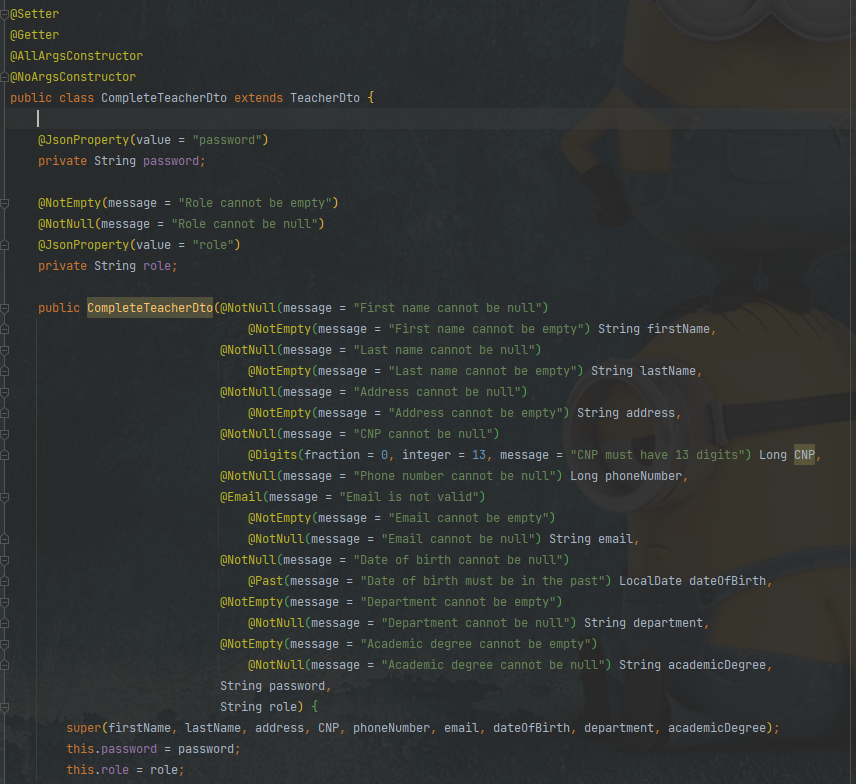 @Setter
@Getter
@AllArgsConstructor
@NoArgsConstructor
public class CompleteTeacherDto extends TeacherDto {
@JsonProperty(value = "password")
private String password;
@NotEmpty(message = "Role cannot be empty")
@NotNull(message = "Role cannot be null")
@JsonProperty(value = "role")
private String role;
public CompleteTeacherDto(@NotNull(message = "First name cannot be null")
@NotEmpty(message = "First name cannot be empty") String firstName,
@NotNull(message = "Last name cannot be null")
@NotEmpty(message = "Last name cannot be empty") String lastName,
@NotNull(message = "Address cannot be null")
@NotEmpty(message = "Address cannot be empty") String address,
@NotNull(message = "CNP cannot be null")
@Digits(fraction = 0, integer = 13, message = "CNP must have 13 digits") Long CNP,
@NotNull(message = "Phone number cannot be null") Long phoneNumber,
@Email(message = "Email is not valid")
@NotEmpty(message = "Email cannot be empty")
@NotNull(message = "Email cannot be null") String email,
@NotNull(message = "Date of birth cannot be null")
@Past(message = "Date of birth must be in the past") LocalDate dateOfBirth,
@NotEmpty(message = "Department cannot be empty")
@NotNull(message = "Department cannot be null") String department,
@NotEmpty(message = "Academic degree cannot be empty")
@NotNull(message = "Academic degree cannot be null") String academicDegree,
String password,
String role) {
super(firstName, lastName, address, CNP, phoneNumber, email, dateOfBirth, department, academicDegree);
this.password = password;
this.role = role;